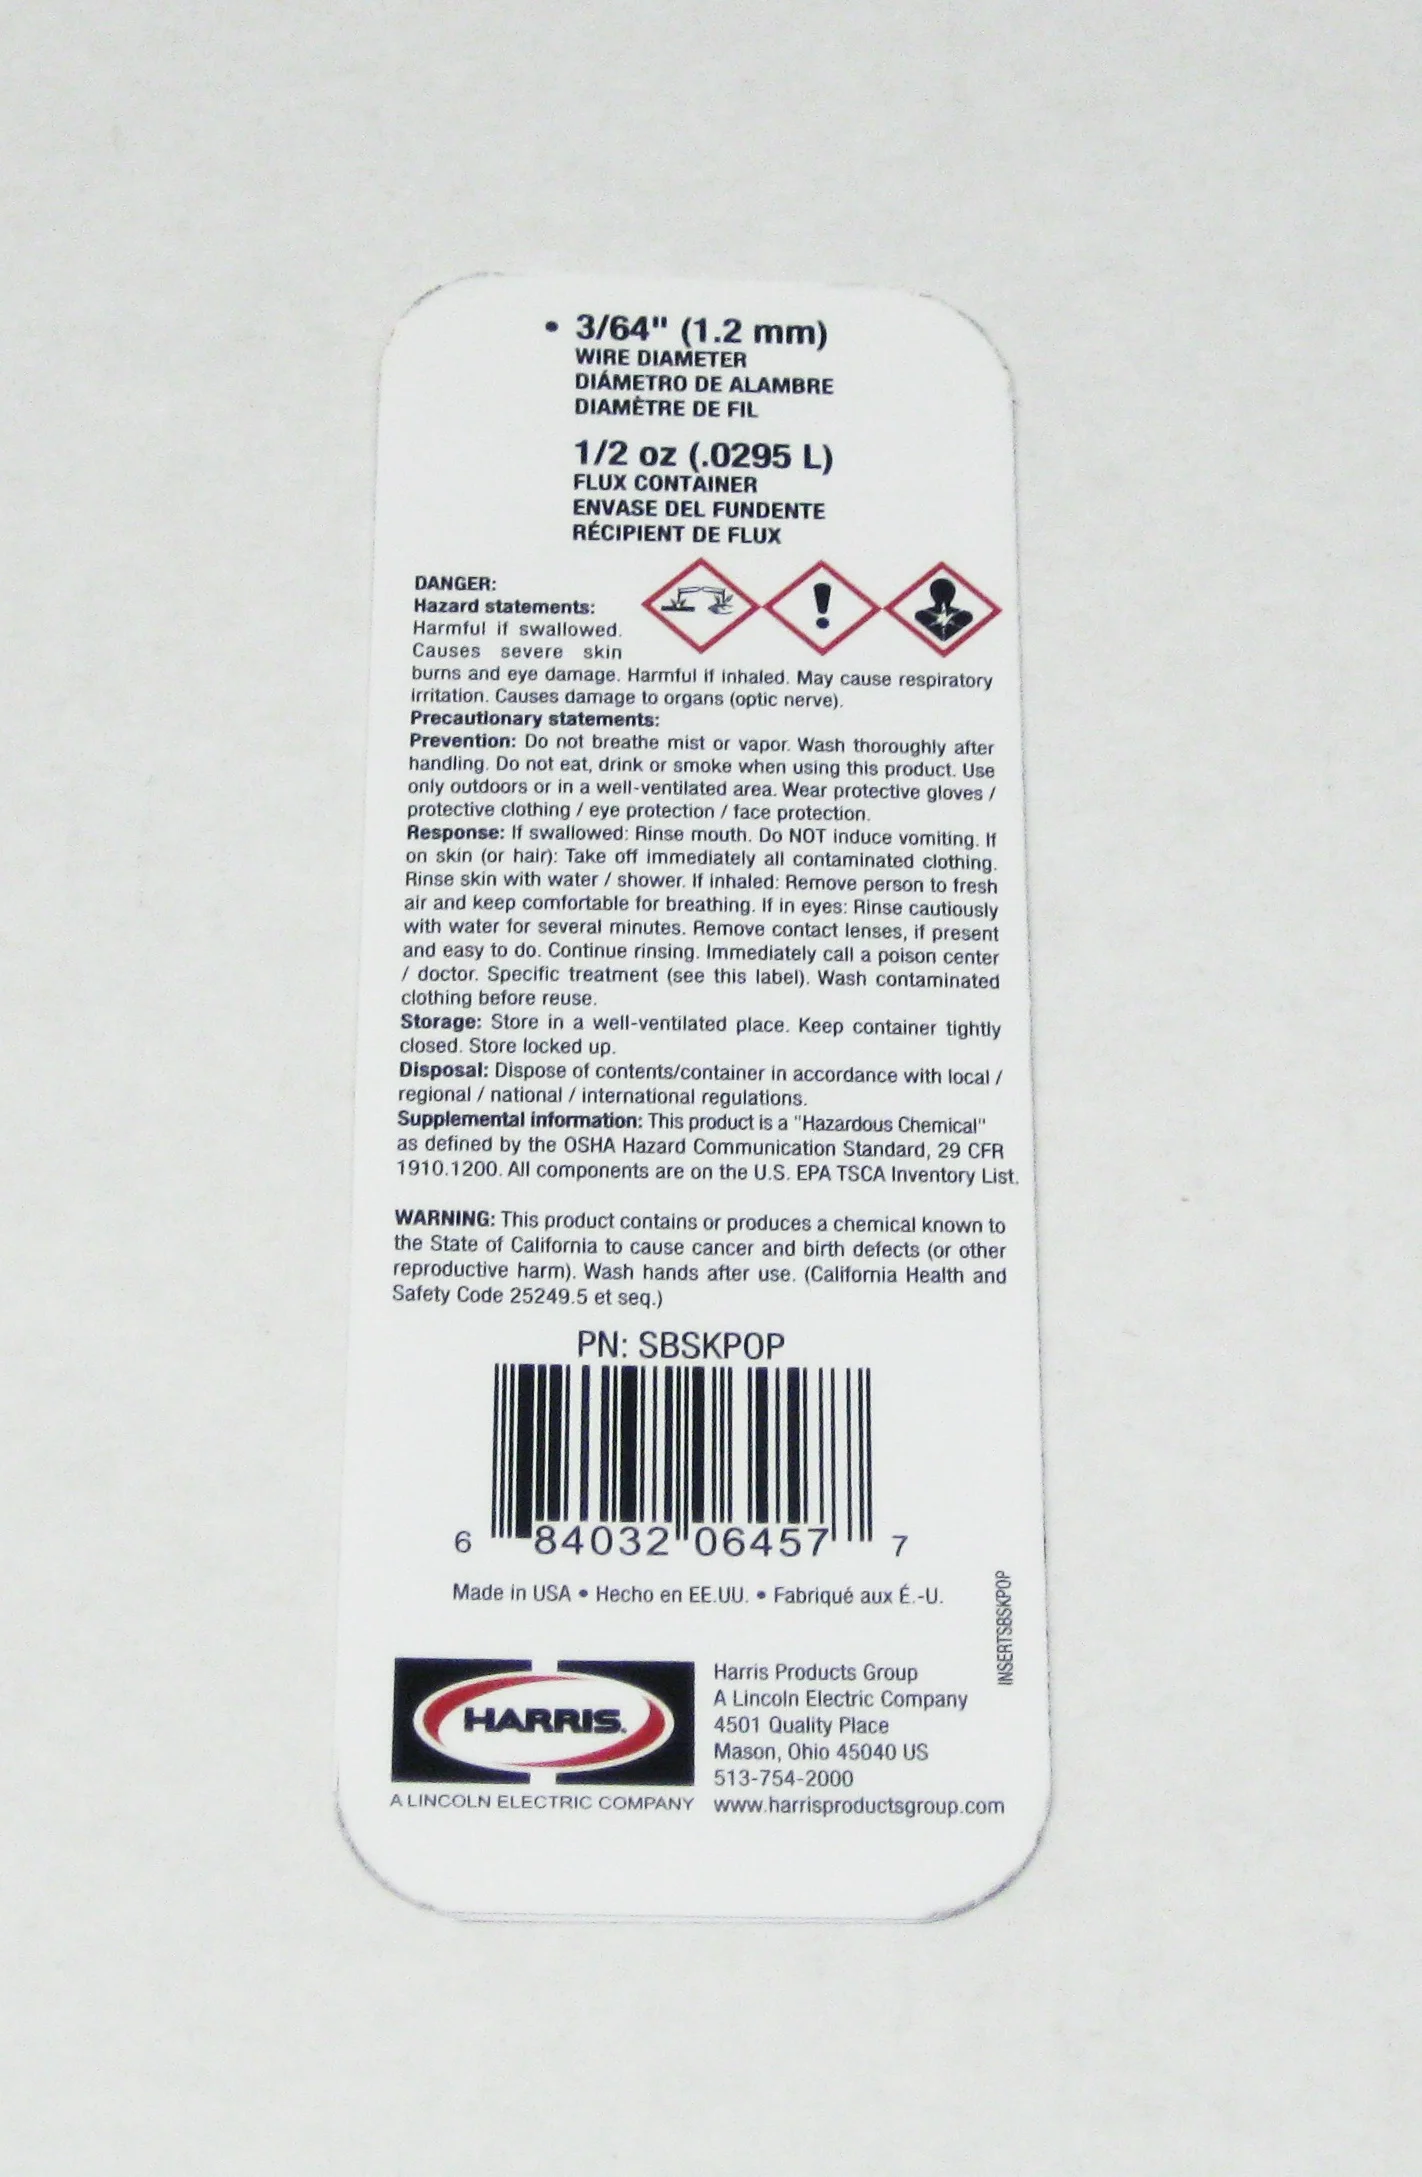 • 3/64" (1.2 mm)
WIRE DIAMETER
DIÁMETRO DE ALAMBRE
DIAMÈTRE DE FIL
1/2 oz (.0295 L)
FLUX CONTAINER
ENVASE DEL FUNDENTE
RÉCIPIENT DE FLUX
DANGER:
Hazard statements:
Harmful if swallowed.
Causes severe skin
burns and eye damage. Harmful if inhaled. May cause respiratory
irritation. Causes damage to organs (optic nerve).
Precautionary statements:
Prevention: Do not breathe mist or vapor. Wash thoroughly after
handling. Do not eat, drink or smoke when using this product. Use
only outdoors or in a well-ventilated area. Wear protective gloves /
protective clothing / eye protection / face protection.
Response: If swallowed: Rinse mouth. Do NOT induce vomiting. If
on skin (or hair): Take off immediately all contaminated clothing.
Rinse skin with water / shower. If inhaled: Remove person to fresh
air and keep comfortable for breathing. If in eyes: Rinse cautiously
with water for several minutes. Remove contact lenses, if present
and easy to do. Continue rinsing. Immediately call a poison center
/ doctor. Specific treatment (see this label). Wash contaminated
clothing before reuse.
Storage: Store in a well-ventilated place. Keep container tightly
closed. Store locked up.
Disposal: Dispose of contents/container in accordance with local /
regional / national / international regulations.
Supplemental information: This product is a "Hazardous Chemical"
as defined by the OSHA Hazard Communication Standard, 29 CFR
1910.1200. All components are on the U.S. EPA TSCA Inventory List.
WARNING: This product contains or produces a chemical known to
the State of California to cause cancer and birth defects (or other
reproductive harm). Wash hands after use. (California Health and
Safety Code 25249.5 et seq.)
PN: SBSKPOP
6 84032 06457 7
Made in USA • Hecho en EE.UU. • Fabriqué aux É.-U.
INSERTSBSKPOP
HARRIS.
A LINCOLN ELECTRIC COMPANY
Harris Products Group
A Lincoln Electric Company
4501 Quality Place
Mason, Ohio 45040 US
513-754-2000
www.harrisproductsgroup.com